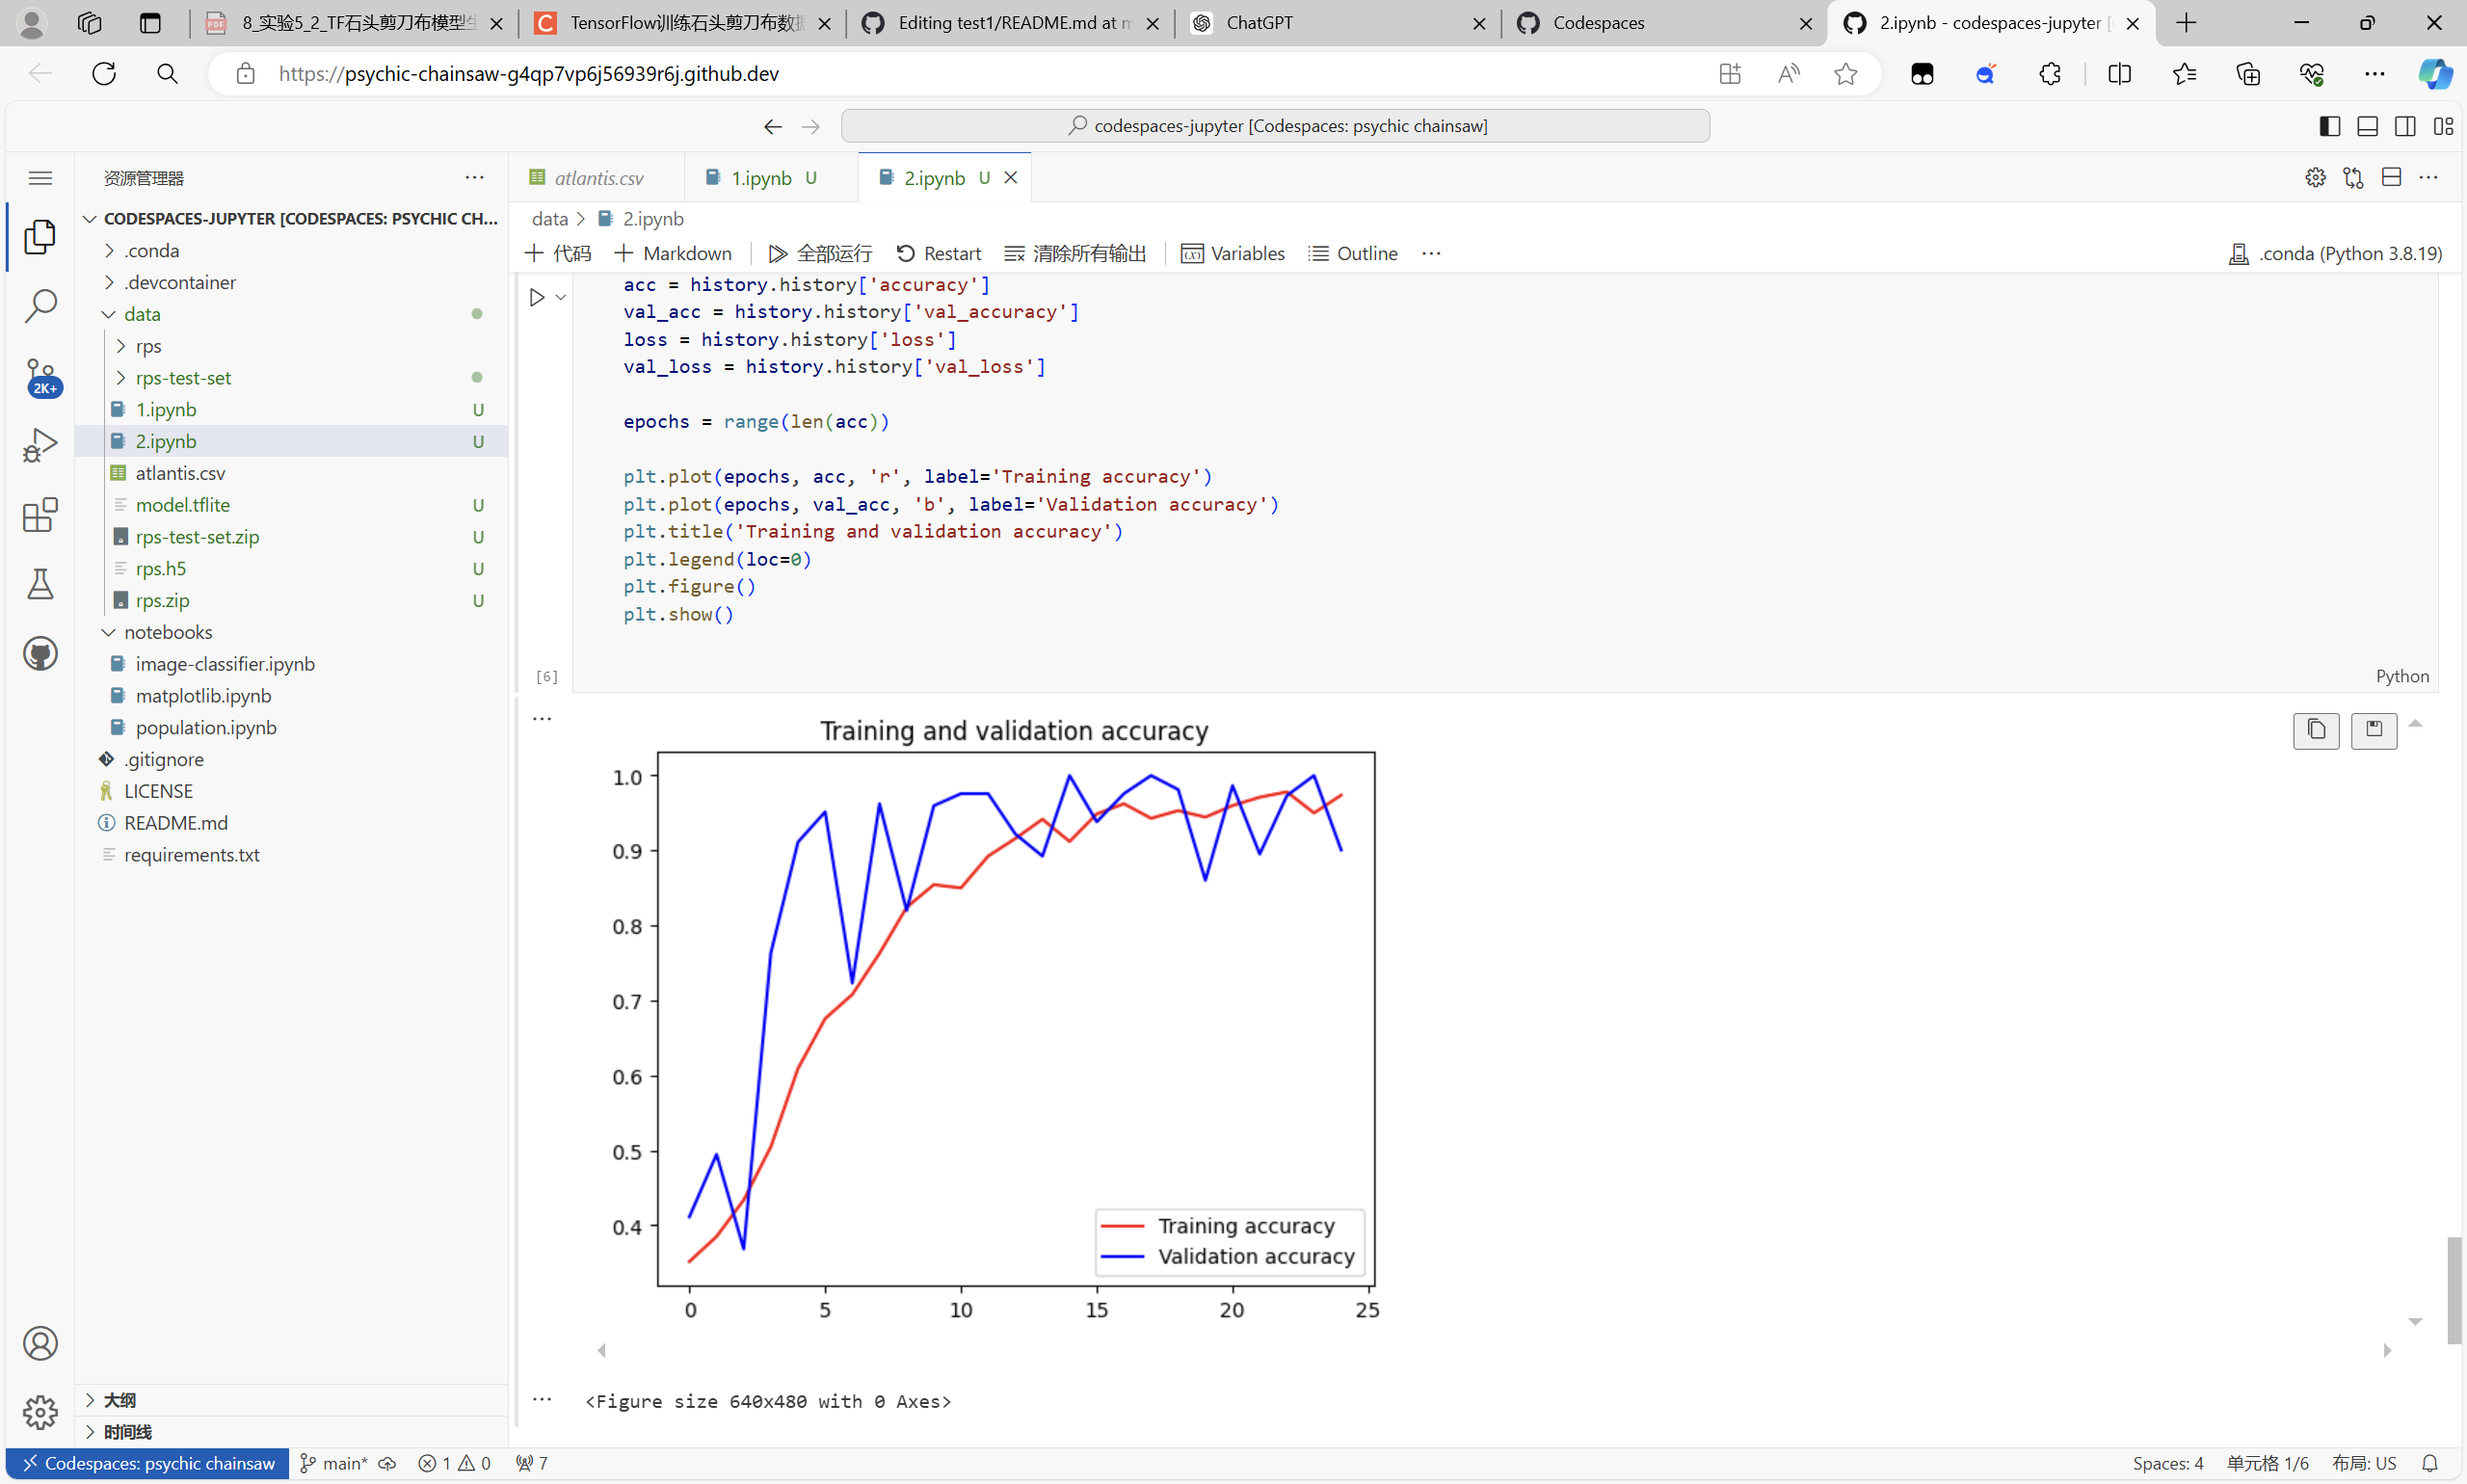 8_实验5_2_TF石头剪刀布模型生
TensorFlow训练石头剪刀布数据
Editing test1/README.md at m
ChatGPT
Codespaces
2.ipynb - codespaces-jupyter [
https://psychic-chainsaw-g4qp7vp6j56939r6j.github.dev
codespaces-jupyter [Codespaces: psychic chainsaw]
资源管理器
CODESPACES-JUPYTER [CODESPACES: PSYCHIC CH...
.conda
.devcontainer
data
rps
rps-test-set
1.ipynb U
2.ipynb U
atlantis.csv
model.tflite U
rps-test-set.zip U
rps.h5 U
rps.zip U
notebooks
image-classifier.ipynb
matplotlib.ipynb
population.ipynb
.gitignore
LICENSE
README.md
requirements.txt
2K+
大纲
时间线
atlantis.csv
1.ipynb U
2.ipynb U
data > 2.ipynb
代码
Markdown
全部运行
Restart
清除所有输出
Variables
Outline
.conda (Python 3.8.19)
acc = history.history['accuracy']
val_acc = history.history['val_accuracy']
loss = history.history['loss']
val_loss = history.history['val_loss']
epochs = range(len(acc))
plt.plot(epochs, acc, 'r', label='Training accuracy')
plt.plot(epochs, val_acc, 'b', label='Validation accuracy')
plt.title('Training and validation accuracy')
plt.legend(loc=0)
plt.figure()
plt.show()
[6]
Python
Training and validation accuracy
1.0
0.9
0.8
0.7
0.6
0.5
0.4
Training accuracy
Validation accuracy
0 5 10 15 20 25
<Figure size 640x480 with 0 Axes>
Codespaces: psychic chainsaw
main*
1 0
7
Spaces: 4
单元格 1/6
布局: US